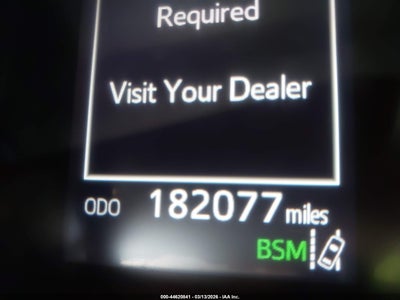 Required
Visit Your Dealer
ODO 182077 miles
BSM
000-44620841 - 03/13/2026 - IAA Inc.